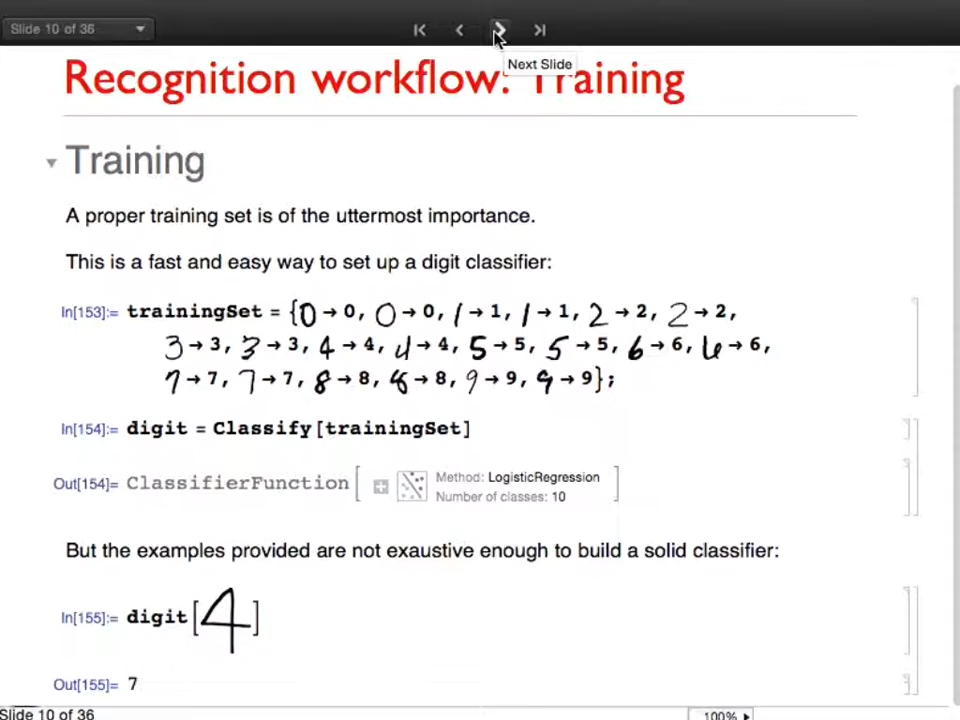 Slide 10 of 36
Next Slide
Recognition workflow: Training
Training
A proper training set is of the uttermost importance.
This is a fast and easy way to set up a digit classifier:
In[153]:= trainingSet = {0 → 0, 0 → 0, 1 → 1, 1 → 1, 2 → 2, 2 → 2,
3 → 3, 3 → 3, 4 → 4, 4 → 4, 5 → 5, 5 → 5, 6 → 6, 6 → 6,
7 → 7, 7 → 7, 8 → 8, 8 → 8, 9 → 9, 9 → 9};
In[154]:= digit = Classify[trainingSet]
Out[154]= ClassifierFunction[ Method: LogisticRegression
Number of classes: 10 ]
But the examples provided are not exaustive enough to build a solid classifier:
In[155]:= digit[4]
Out[155]= 7
Slide 10 of 36
100%